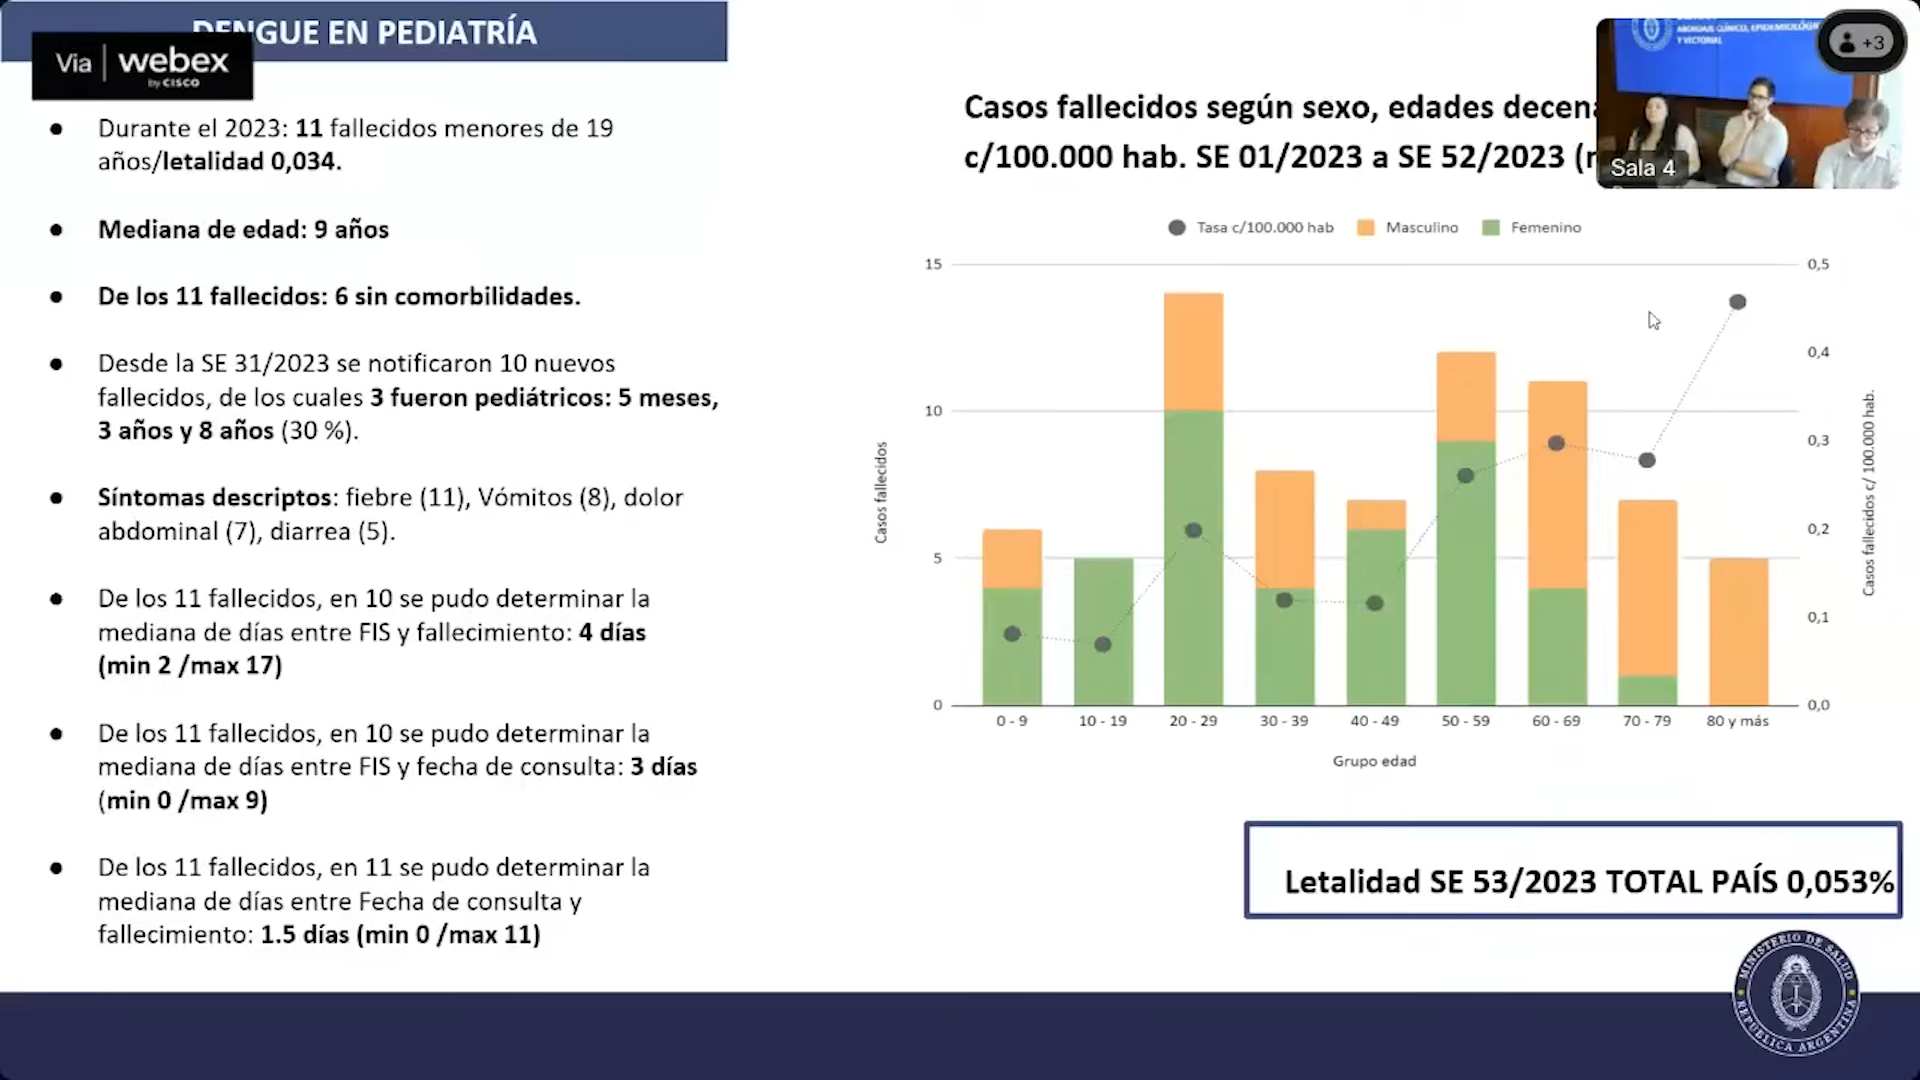 DENGUE EN PEDIATRÍA
Via | webex
by CISCO
● Durante el 2023: 11 fallecidos menores de 19
años/letalidad 0,034.
● Mediana de edad: 9 años
● De los 11 fallecidos: 6 sin comorbilidades.
● Desde la SE 31/2023 se notificaron 10 nuevos
fallecidos, de los cuales 3 fueron pediátricos: 5 meses,
3 años y 8 años (30 %).
● Síntomas descriptos: fiebre (11), Vómitos (8), dolor
abdominal (7), diarrea (5).
● De los 11 fallecidos, en 10 se pudo determinar la
mediana de días entre FIS y fallecimiento: 4 días
(min 2 /max 17)
● De los 11 fallecidos, en 10 se pudo determinar la
mediana de días entre FIS y fecha de consulta: 3 días
(min 0 /max 9)
● De los 11 fallecidos, en 11 se pudo determinar la
mediana de días entre Fecha de consulta y
fallecimiento: 1.5 días (min 0 /max 11)
Casos fallecidos según sexo, edades
c/100.000 hab. SE 01/2023 a SE 52/2023
Y VECTORIAL
+3
Sala 4
Tasa c/100.000 hab Masculino Femenino
15
10
5
0
Casos fallecidos
0,5
0,4
0,3
0,2
0,1
0,0
Casos fallecidos c/ 100.000 hab.
0 - 9 10 - 19 20 - 29 30 - 39 40 - 49 50 - 59 60 - 69 70 - 79 80 y más
Grupo edad
Letalidad SE 53/2023 TOTAL PAÍS 0,053%
MINISTERIO DE SALUD
REPÚBLICA ARGENTINA